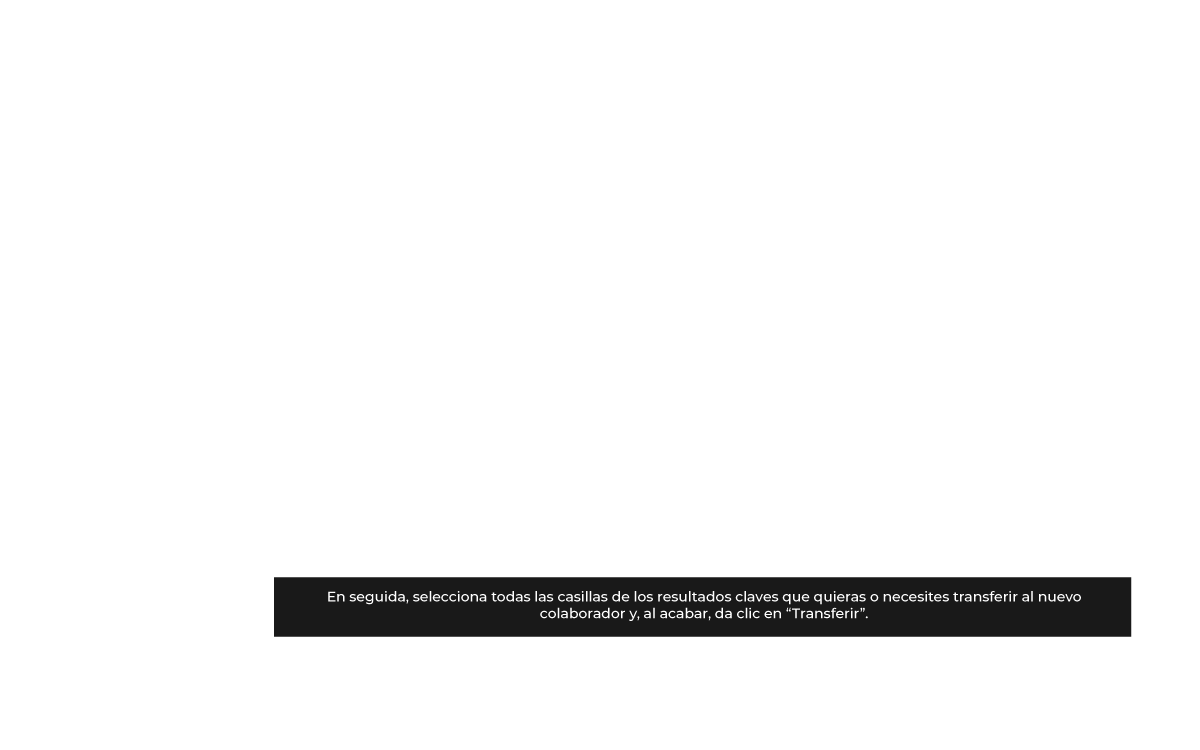 En seguida, selecciona todas las casillas de los resultados claves que quieras o necesites transferir al nuevo
colaborador y, al acabar, da clic en “Transferir”.